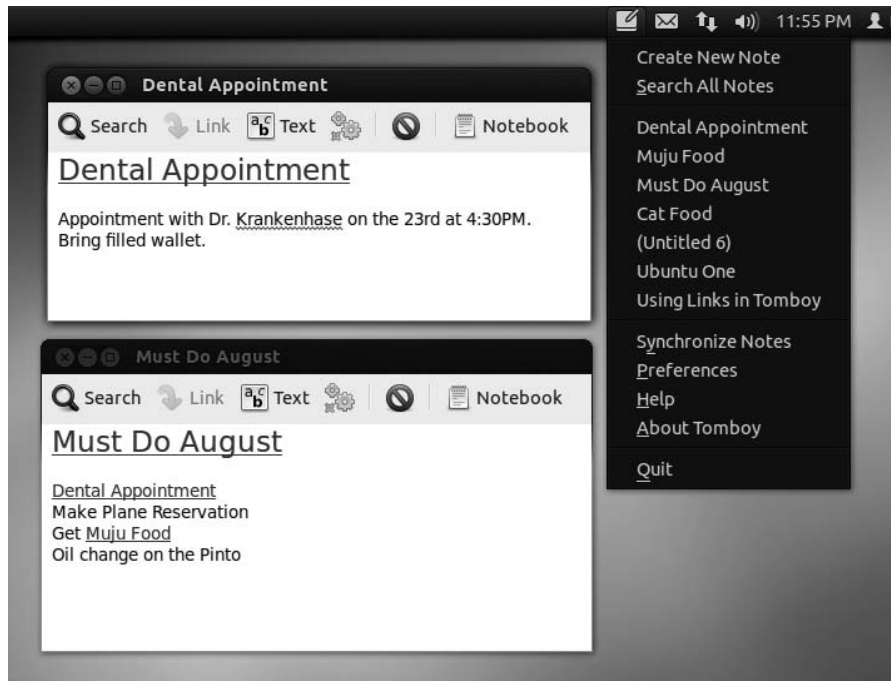 11:55 PM
Dental Appointment
Search Link Text Notebook
Dental Appointment
Appointment with Dr. Krankenhase on the 23rd at 4:30PM.
Bring filled wallet.
Must Do August
Search Link Text Notebook
Must Do August
Dental Appointment
Make Plane Reservation
Get Muju Food
Oil change on the Pinto
Create New Note
Search All Notes
Dental Appointment
Muju Food
Must Do August
Cat Food
(Untitled 6)
Ubuntu One
Using Links in Tomboy
Synchronize Notes
Preferences
Help
About Tomboy
Quit